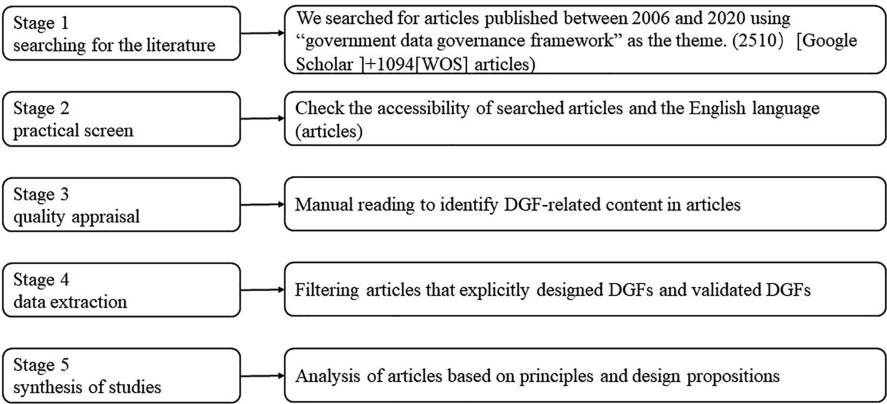 Stage 1
searching for the literature
We searched for articles published between 2006 and 2020 using
“government data governance framework” as the theme. (2510） [Google
Scholar ]+1094[WOS] articles)
Stage 2
practical screen
Check the accessibility of searched articles and the English language
(articles)
Stage 3
quality appraisal
Manual reading to identify DGF-related content in articles
Stage 4
data extraction
Filtering articles that explicitly designed DGFs and validated DGFs
Stage 5
synthesis of studies
Analysis of articles based on principles and design propositions